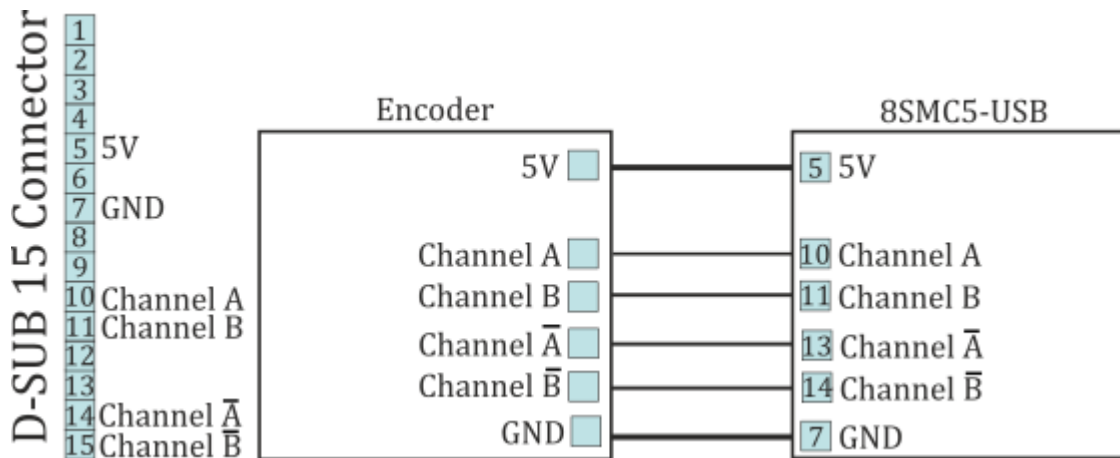 D-SUB 15 Connector
1
2
3
4
5 5V
6
7 GND
8
9
10 Channel A
11 Channel B
12
13
14 Channel A̅
15 Channel B̅
Encoder
5V
Channel A
Channel B
Channel A̅
Channel B̅
GND
8SMC5-USB
5 5V
10 Channel A
11 Channel B
13 Channel A̅
14 Channel B̅
7 GND